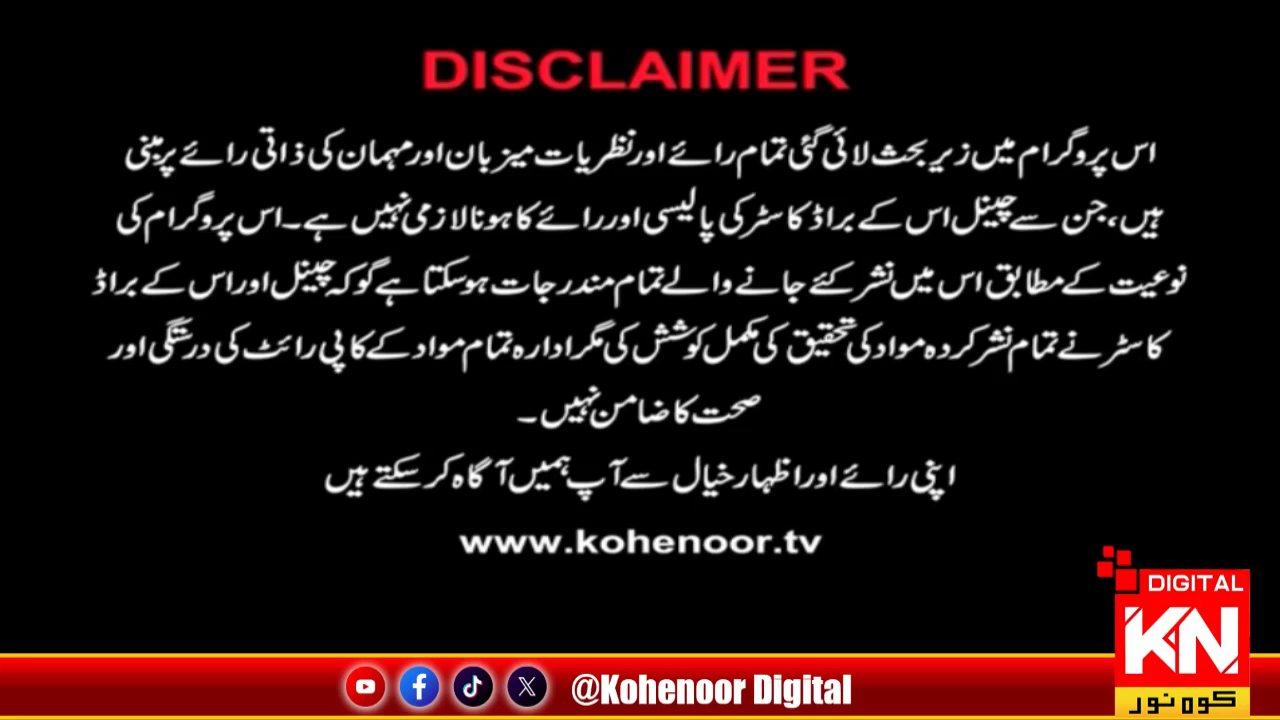 DISCLAIMER
اس پروگرام میں زیر بحث لائی گئی تمام رائے اور نظریات میزبان اور مہمان کی ذاتی رائے پر مبنی
ہیں، جن سے چینل اس کے براڈ کاسٹر کی پالیسی اور رائے کا ہونا لازمی نہیں ہے۔ اس پروگرام کی
نوعیت کے مطابق اس میں نشر کئے جانے والے تمام مندرجات ہو سکتا ہے گو کہ چینل اور اس کے براڈ
کاسٹر نے تمام نشر کردہ مواد کی تحقیق کی مکمل کوشش کی مگر ادارہ تمام مواد کے کاپی رائٹ کی درستگی اور
صحت کا ضامن نہیں ۔
اپنی رائے اور اظہار خیال سے آپ ہمیں آگاہ کر سکتے ہیں
www.kohenoor.tv
DIGITAL
KN
کوہ نور
@Kohenoor Digital